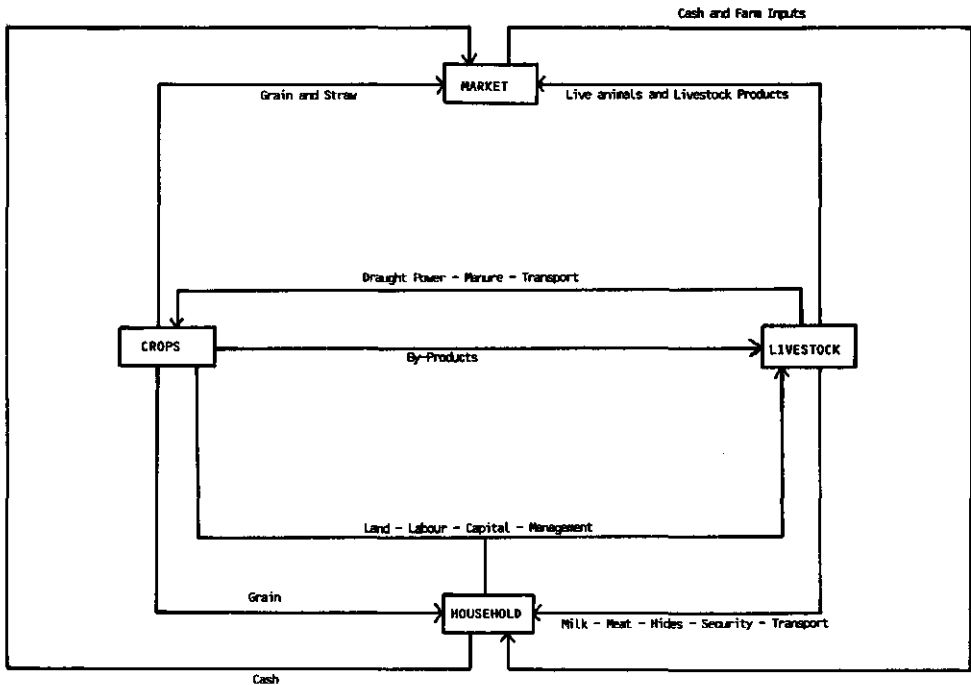 Cash and Farm Inputs
MARKET
Grain and Straw
Live animals and Livestock Products
Draught Power - Manure - Transport
CROPS
LIVESTOCK
By-Products
Land - Labour - Capital - Management
Grain
HOUSEHOLD
Milk - Meat - Hides - Security - Transport
Cash